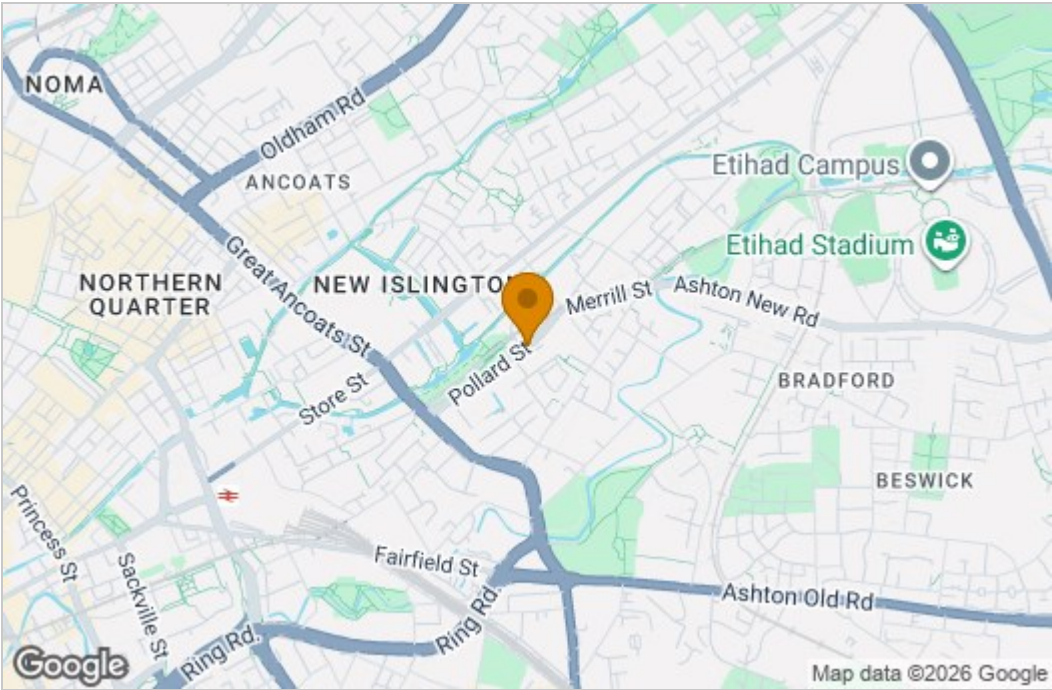 NOMA
Oldham Rd
ANCOATS
Etihad Campus
Etihad Stadium
NORTHERN
QUARTER
Great Ancoats St
NEW ISLINGTO
Merrill St
Ashton New Rd
Pollard St
Store St
BRADFORD
BESWICK
Princess St
Sackville St
Fairfield St
Ashton Old Rd
Ring Rd.
Ring Rd.
Google
Map data ©2026 Google